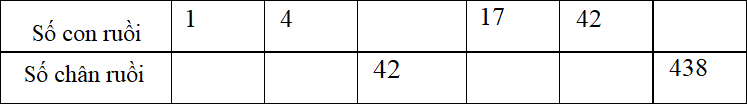 Số con ruồi 1 4 17 42
Số chân ruồi 42 438